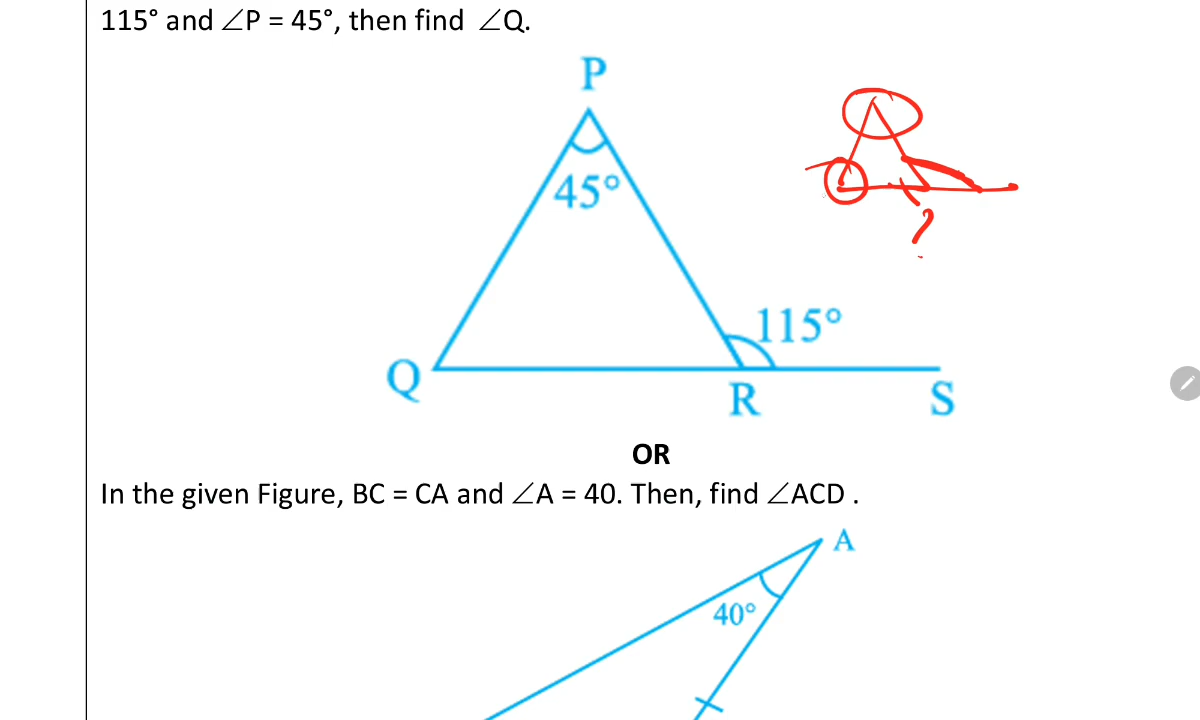 115° and ∠P = 45°, then find ∠Q.
P
45°
?
115°
Q
R
S
OR
In the given Figure, BC = CA and ∠A = 40. Then, find ∠ACD .
A
40°